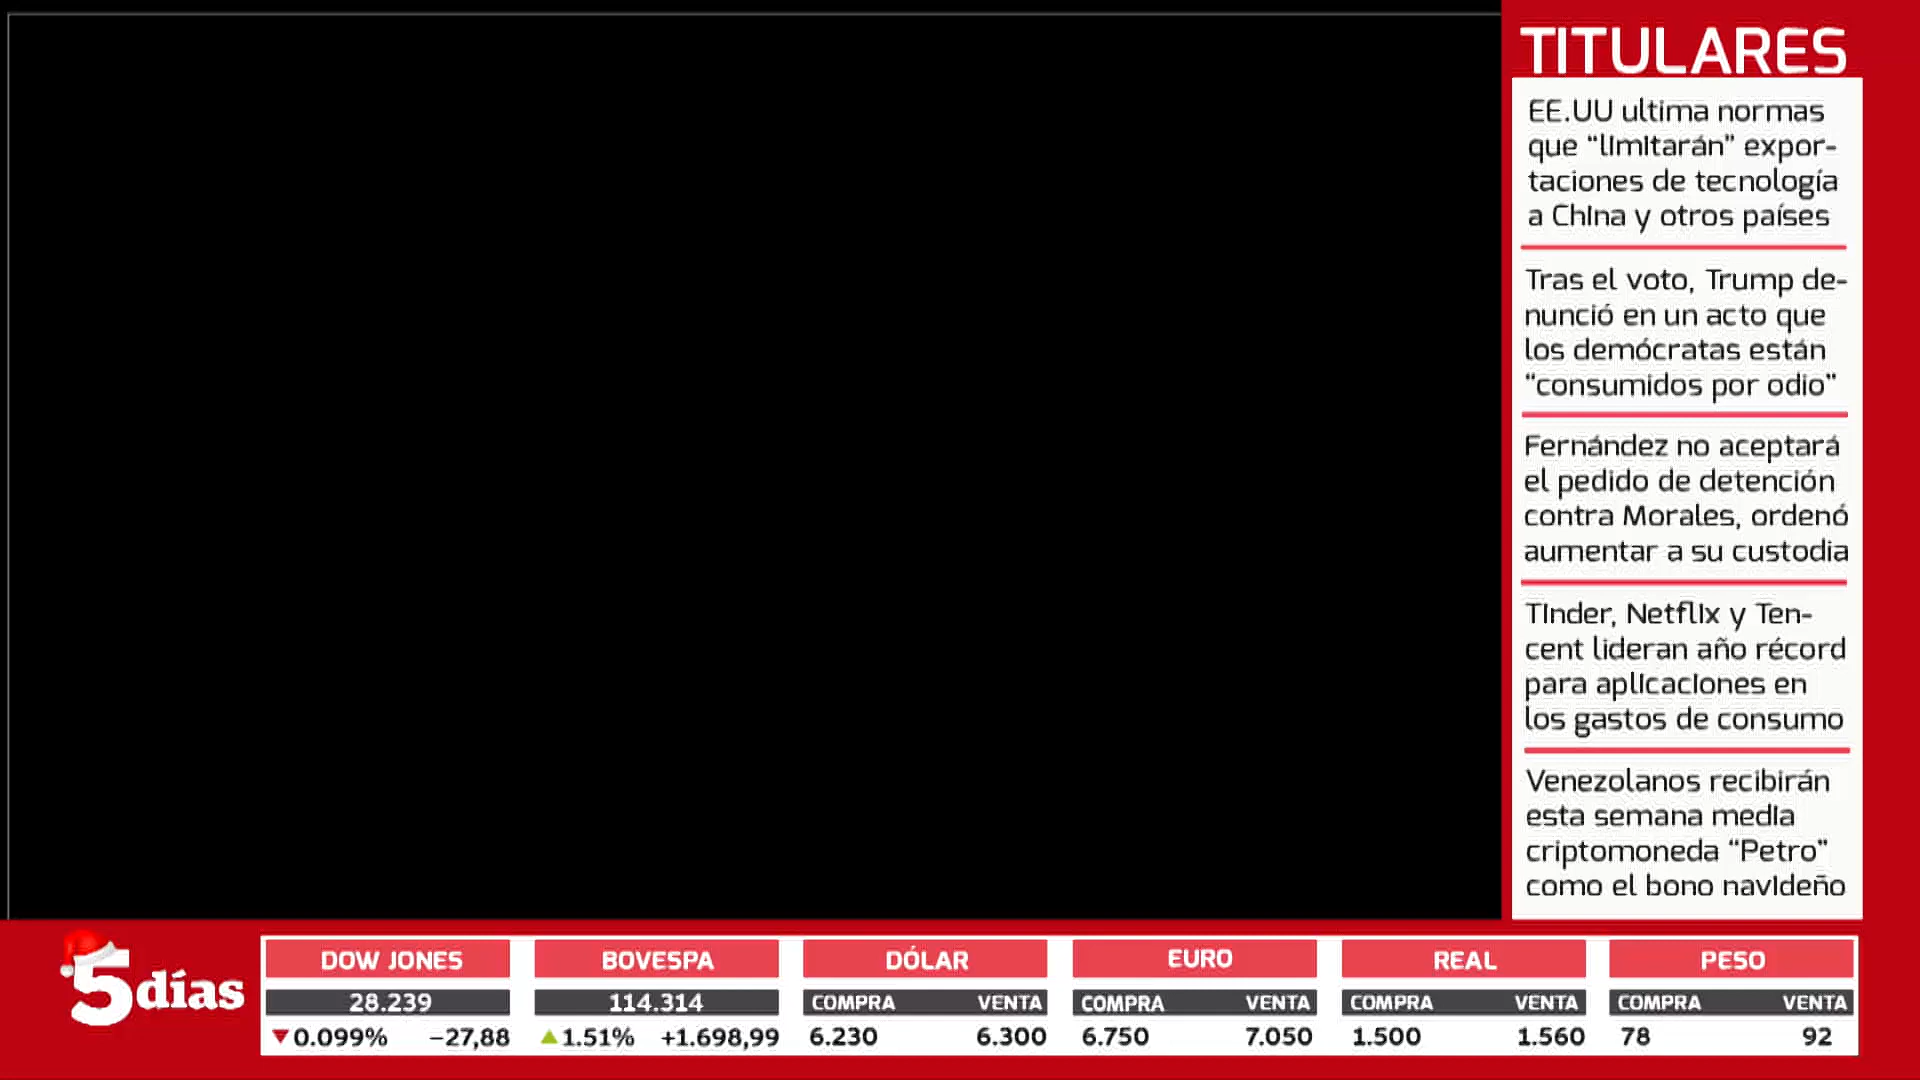 TITULARES
EE.UU ultima normas
que “limitarán” expor-
taciones de tecnología
a China y otros países
Tras el voto, Trump de-
nunció en un acto que
los demócratas están
“consumidos por odio”
Fernández no aceptará
el pedido de detención
contra Morales, ordenó
aumentar a su custodia
Tinder, Netflix y Ten-
cent lideran año récord
para aplicaciones en
los gastos de consumo
Venezolanos recibirán
esta semana media
criptomoneda “Petro”
como el bono navideño
5días
DOW JONES
28.239
0.099% −27,88
BOVESPA
114.314
1.51% +1.698,99
DÓLAR
COMPRA VENTA
6.230 6.300
EURO
COMPRA VENTA
6.750 7.050
REAL
COMPRA VENTA
1.500 1.560
PESO
COMPRA VENTA
78 92